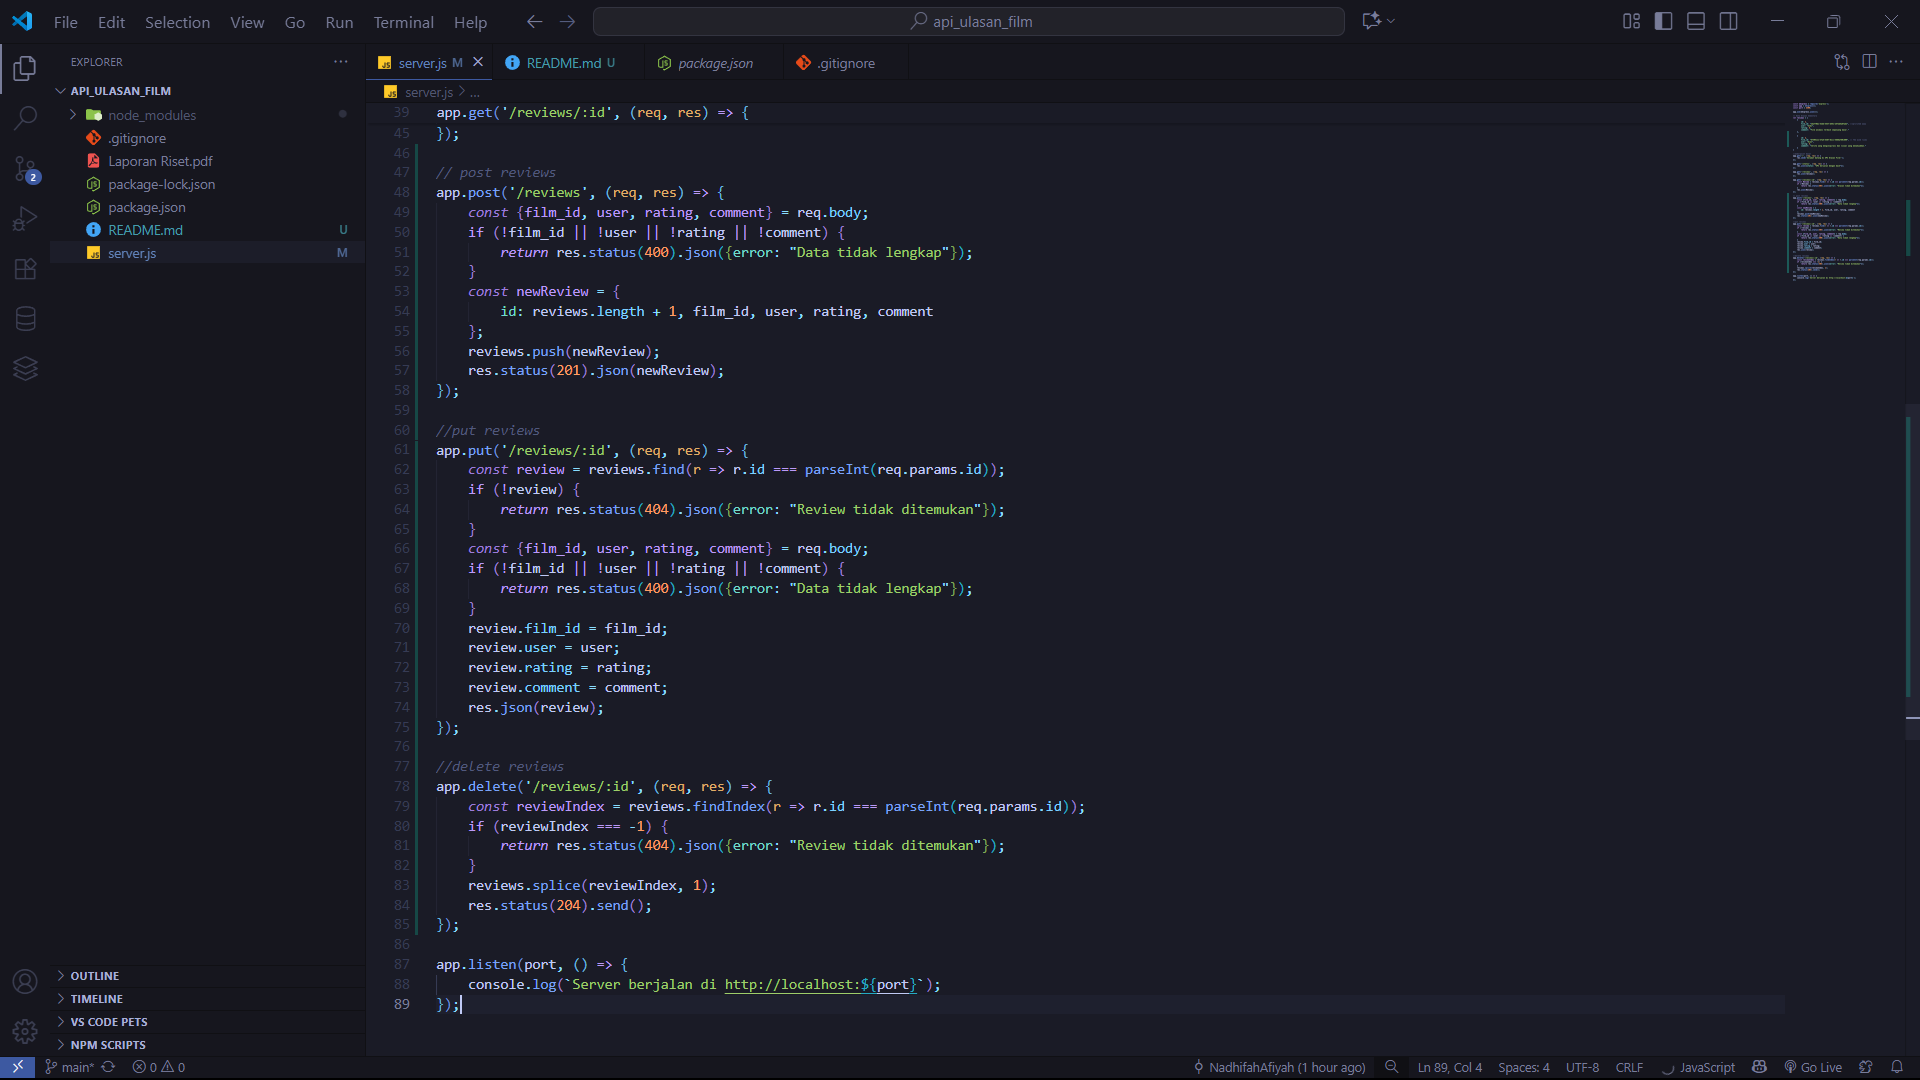 File Edit Selection View Go Run Terminal Help
api_ulasan_film
EXPLORER
API_ULASAN_FILM
node_modules
.gitignore
Laporan Riset.pdf
package-lock.json
package.json
README.md U
server.js M
OUTLINE
TIMELINE
VS CODE PETS
NPM SCRIPTS
2
server.js M
README.md U
package.json
.gitignore
server.js > ...
39 app.get('/reviews/:id', (req, res) => {
45 });
46
47 // post reviews
48 app.post('/reviews', (req, res) => {
49 const {film_id, user, rating, comment} = req.body;
50 if (!film_id || !user || !rating || !comment) {
51 return res.status(400).json({error: "Data tidak lengkap"});
52 }
53 const newReview = {
54 id: reviews.length + 1, film_id, user, rating, comment
55 };
56 reviews.push(newReview);
57 res.status(201).json(newReview);
58 });
59
60 //put reviews
61 app.put('/reviews/:id', (req, res) => {
62 const review = reviews.find(r => r.id === parseInt(req.params.id));
63 if (!review) {
64 return res.status(404).json({error: "Review tidak ditemukan"});
65 }
66 const {film_id, user, rating, comment} = req.body;
67 if (!film_id || !user || !rating || !comment) {
68 return res.status(400).json({error: "Data tidak lengkap"});
69 }
70 review.film_id = film_id;
71 review.user = user;
72 review.rating = rating;
73 review.comment = comment;
74 res.json(review);
75 });
76
77 //delete reviews
78 app.delete('/reviews/:id', (req, res) => {
79 const reviewIndex = reviews.findIndex(r => r.id === parseInt(req.params.id));
80 if (reviewIndex === -1) {
81 return res.status(404).json({error: "Review tidak ditemukan"});
82 }
83 reviews.splice(reviewIndex, 1);
84 res.status(204).send();
85 });
86
87 app.listen(port, () => {
88 console.log(`Server berjalan di http://localhost:${port}`);
89 });
main* 0 0
NadhifahAfiyah (1 hour ago) Ln 89, Col 4 Spaces: 4 UTF-8 CRLF JavaScript Go Live